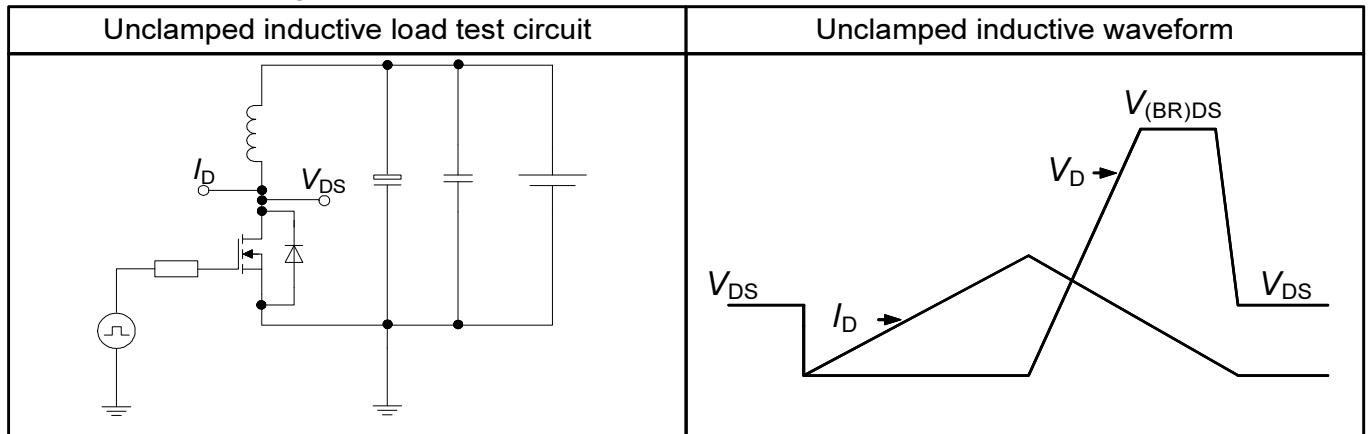 Unclamped inductive load test circuit
Unclamped inductive waveform
ID
VDS
V(BR)DS
VD
VDS
ID
VDS